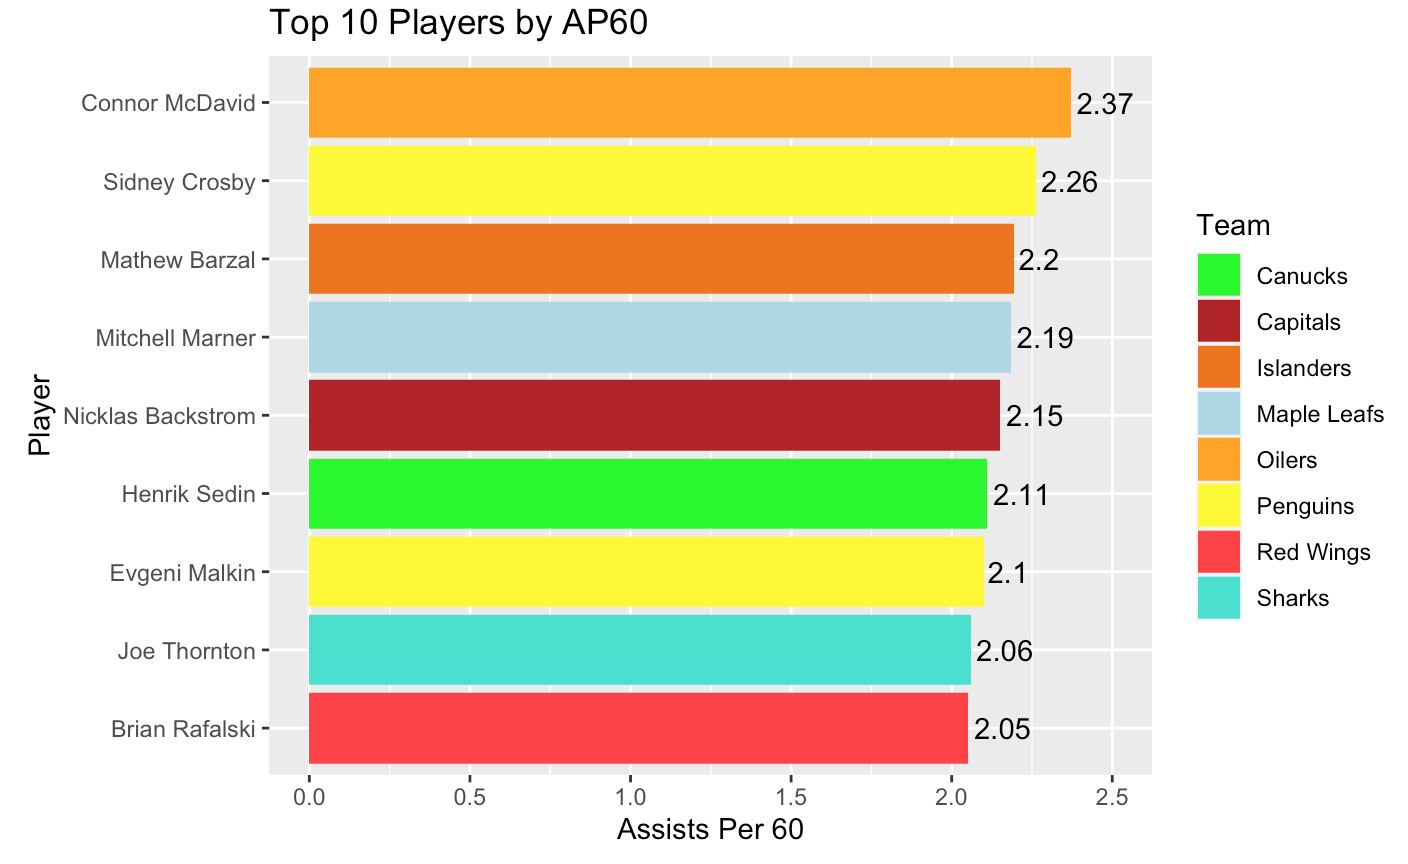 Top 10 Players by AP60
Player
Connor McDavid
2.37
Sidney Crosby
2.26
Mathew Barzal
2.2
Mitchell Marner
2.19
Nicklas Backstrom
2.15
Henrik Sedin
2.11
Evgeni Malkin
2.1
Joe Thornton
2.06
Brian Rafalski
2.05
0.0 0.5 1.0 1.5 2.0 2.5
Assists Per 60
Team
Canucks
Capitals
Islanders
Maple Leafs
Oilers
Penguins
Red Wings
Sharks